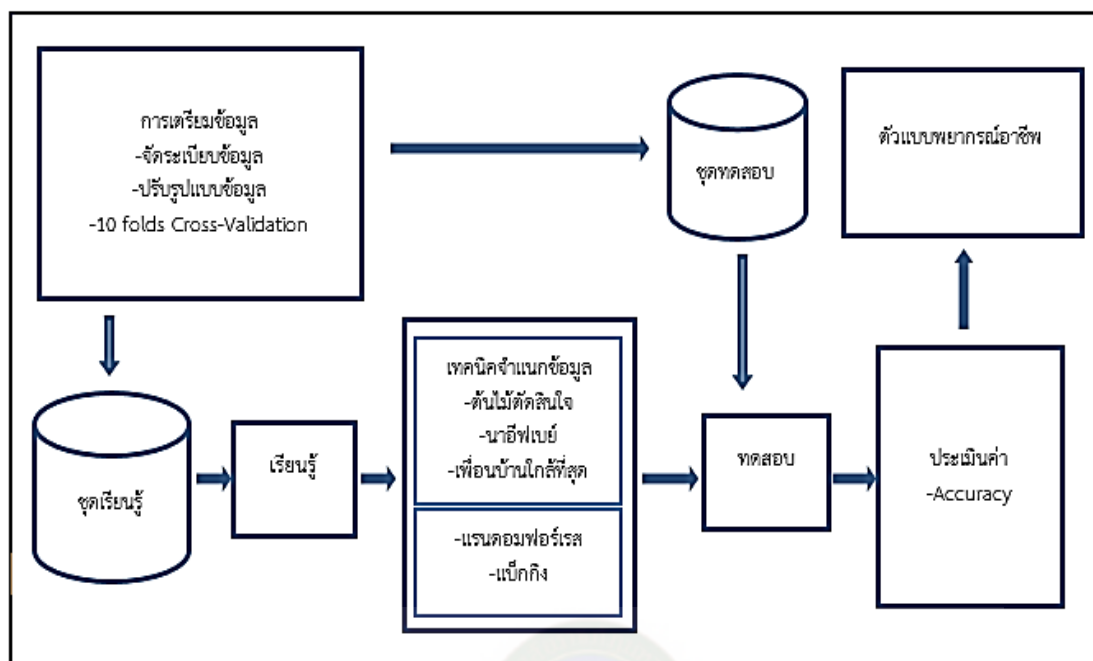 การเตรียมข้อมูล
-จัดระเบียบข้อมูล
-ปรับรูปแบบข้อมูล
-10 folds Cross-Validation
ชุดทดสอบ
ตัวแบบพยากรณ์อาชีพ
ชุดเรียนรู้
เรียนรู้
เทคนิคจำแนกข้อมูล
-ต้นไม้ตัดสินใจ
-นาอีฟเบย์
-เพื่อนบ้านใกล้ที่สุด
-แรนดอมฟอร์เรส
-แบ็กกิง
ทดสอบ
ประเมินค่า
-Accuracy